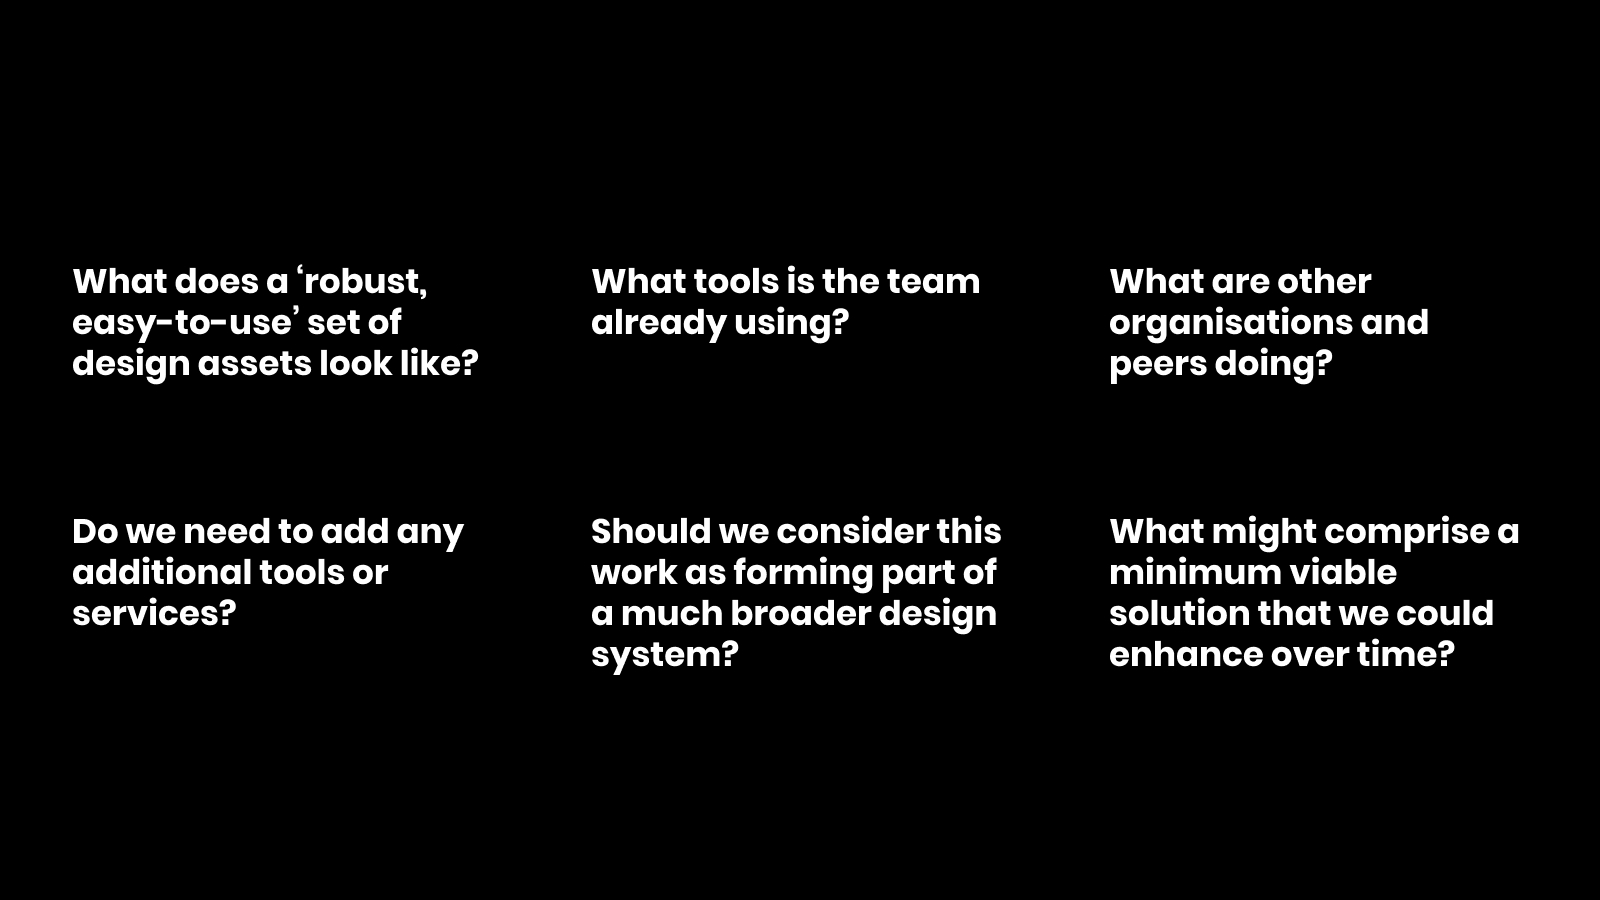 What does a ‘robust,
easy-to-use’ set of
design assets look like?
What tools is the team
already using?
What are other
organisations and
peers doing?
Do we need to add any
additional tools or
services?
Should we consider this
work as forming part of
a much broader design
system?
What might comprise a
minimum viable
solution that we could
enhance over time?